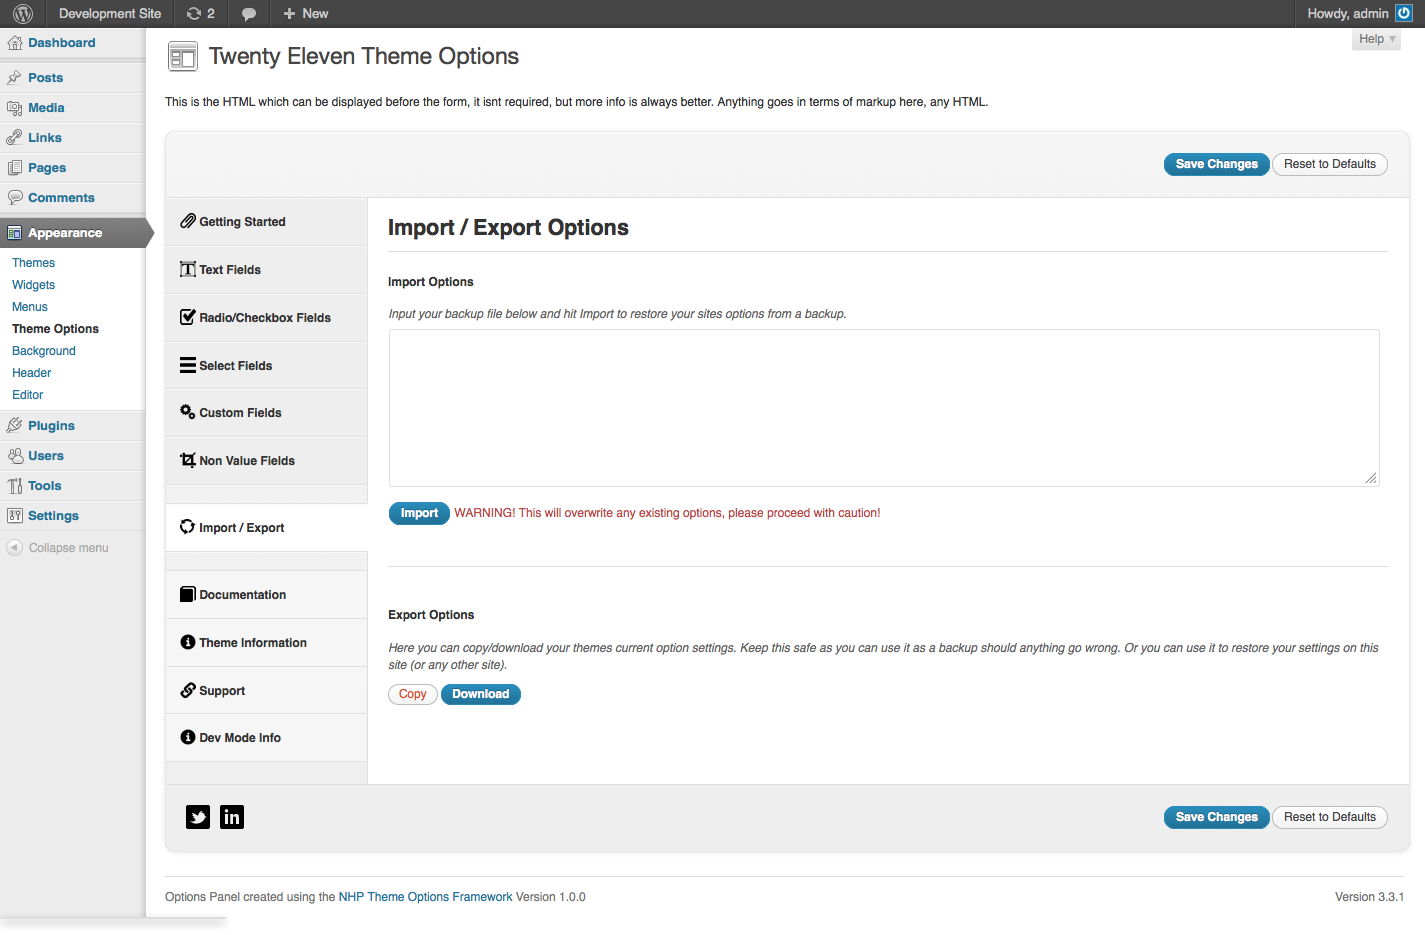 Development Site
2
New
Howdy, admin
Help
Dashboard
Posts
Media
Links
Pages
Comments
Appearance
Themes
Widgets
Menus
Theme Options
Background
Header
Editor
Plugins
Users
Tools
Settings
Collapse menu
Twenty Eleven Theme Options
This is the HTML which can be displayed before the form, it isnt required, but more info is always better. Anything goes in terms of markup here, any HTML.
Save Changes
Reset to Defaults
Getting Started
Text Fields
Radio/Checkbox Fields
Select Fields
Custom Fields
Non Value Fields
Import / Export
Documentation
Theme Information
Support
Dev Mode Info
Import / Export Options
Import Options
Input your backup file below and hit Import to restore your sites options from a backup.
Import
WARNING! This will overwrite any existing options, please proceed with caution!
Export Options
Here you can copy/download your themes current option settings. Keep this safe as you can use it as a backup should anything go wrong. Or you can use it to restore your settings on this
site (or any other site).
Copy
Download
in
Save Changes
Reset to Defaults
Options Panel created using the NHP Theme Options Framework Version 1.0.0
Version 3.3.1